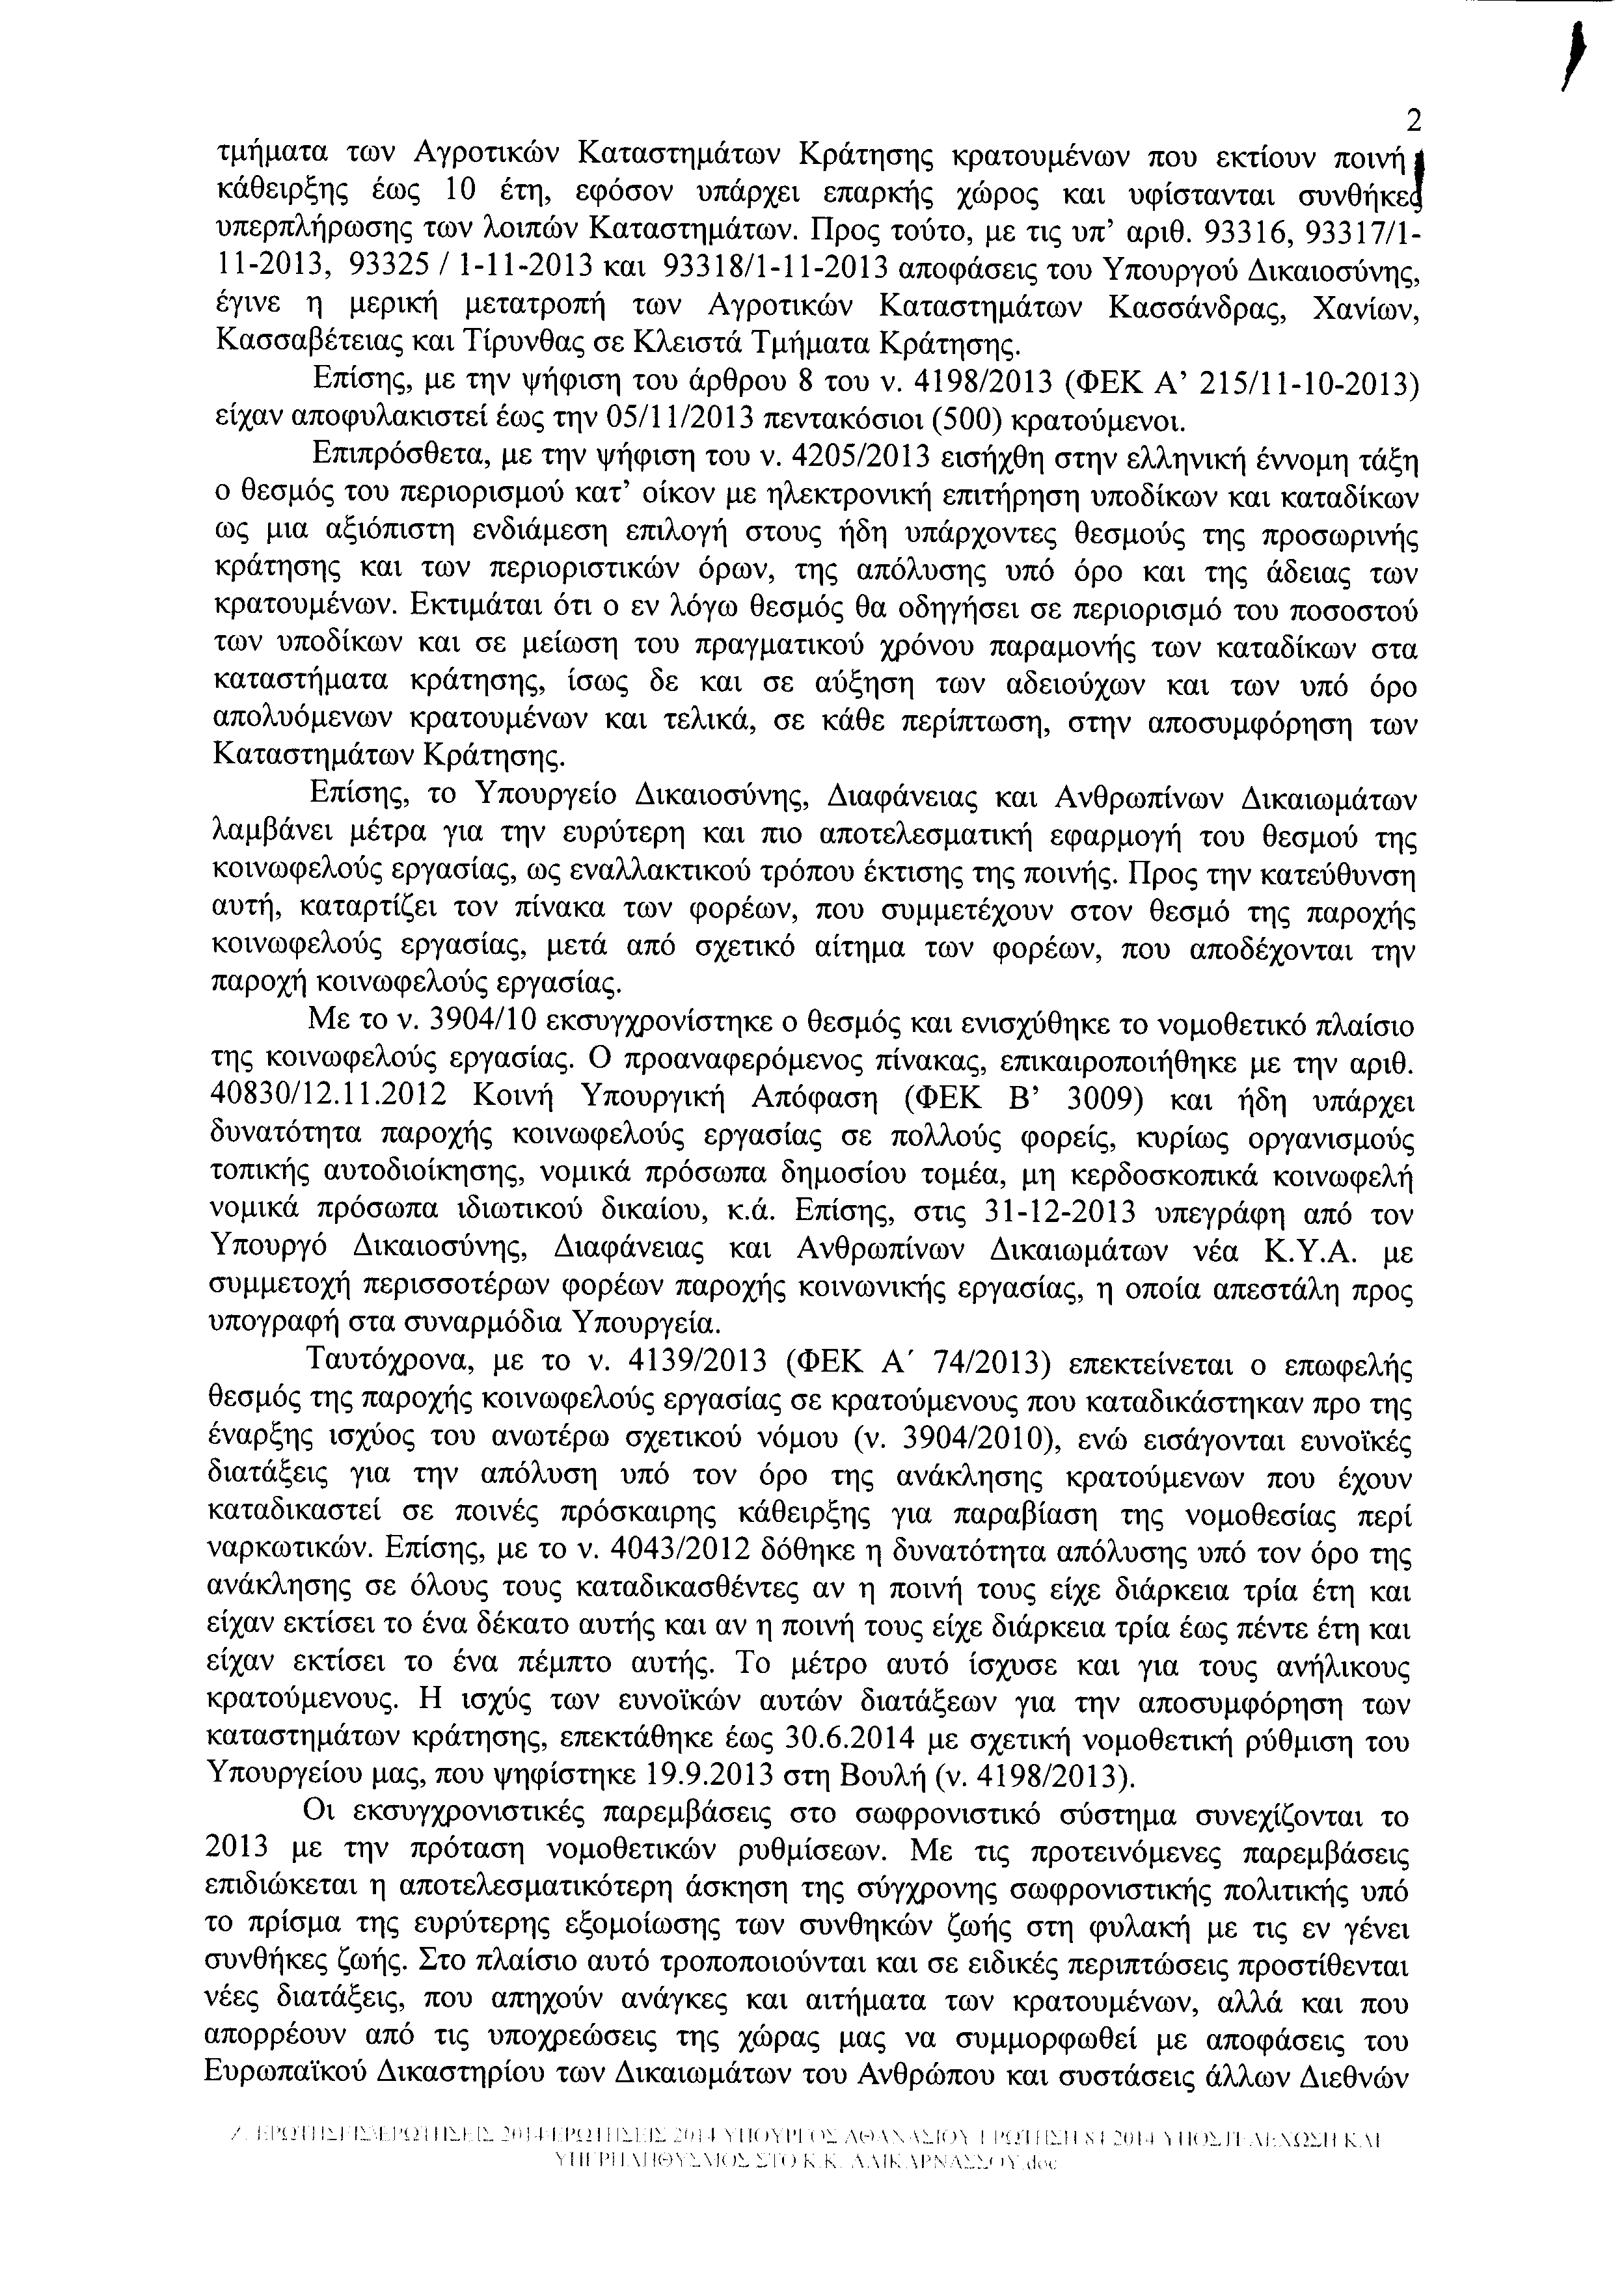 2
τμήματα των Αγροτικών Καταστημάτων Κράτησης κρατουμένων που εκτίουν ποινή
κάθειρξης έως 10 έτη, εφόσον υπάρχει επαρκής χώρος και υφίστανται συνθήκες
υπερπλήρωσης των λοιπών Καταστημάτων. Προς τούτο, με τις υπ’ αριθ. 93316, 93317/1-
11-2013, 93325 / 1-11-2013 και 93318/1-11-2013 αποφάσεις του Υπουργού Δικαιοσύνης,
έγινε η μερική μετατροπή των Αγροτικών Καταστημάτων Κασσάνδρας, Χανίων,
Κασσαβέτειας και Τίρυνθας σε Κλειστά Τμήματα Κράτησης.
Επίσης, με την ψήφιση του άρθρου 8 του ν. 4198/2013 (ΦΕΚ Α’ 215/11-10-2013)
είχαν αποφυλακιστεί έως την 05/11/2013 πεντακόσιοι (500) κρατούμενοι.
Επιπρόσθετα, με την ψήφιση του ν. 4205/2013 εισήχθη στην ελληνική έννομη τάξη
ο θεσμός του περιορισμού κατ’ οίκον με ηλεκτρονική επιτήρηση υποδίκων και καταδίκων
ως μια αξιόπιστη ενδιάμεση επιλογή στους ήδη υπάρχοντες θεσμούς της προσωρινής
κράτησης και των περιοριστικών όρων, της απόλυσης υπό όρο και της άδειας των
κρατουμένων. Εκτιμάται ότι ο εν λόγω θεσμός θα οδηγήσει σε περιορισμό του ποσοστού
των υποδίκων και σε μείωση του πραγματικού χρόνου παραμονής των καταδίκων στα
καταστήματα κράτησης, ίσως δε και σε αύξηση των αδειούχων και των υπό όρο
απολυόμενων κρατουμένων και τελικά, σε κάθε περίπτωση, στην αποσυμφόρηση των
Καταστημάτων Κράτησης.
Επίσης, το Υπουργείο Δικαιοσύνης, Διαφάνειας και Ανθρωπίνων Δικαιωμάτων
λαμβάνει μέτρα για την ευρύτερη και πιο αποτελεσματική εφαρμογή του θεσμού της
κοινωφελούς εργασίας, ως εναλλακτικού τρόπου έκτισης της ποινής. Προς την κατεύθυνση
αυτή, καταρτίζει τον πίνακα των φορέων, που συμμετέχουν στον θεσμό της παροχής
κοινωφελούς εργασίας, μετά από σχετικό αίτημα των φορέων, που αποδέχονται την
παροχή κοινωφελούς εργασίας.
Με το ν. 3904/10 εκσυγχρονίστηκε ο θεσμός και ενισχύθηκε το νομοθετικό πλαίσιο
της κοινωφελούς εργασίας. Ο προαναφερόμενος πίνακας, επικαιροποιήθηκε με την αριθ.
40830/12.11.2012 Κοινή Υπουργική Απόφαση (ΦΕΚ Β’ 3009) και ήδη υπάρχει
δυνατότητα παροχής κοινωφελούς εργασίας σε πολλούς φορείς, κυρίως οργανισμούς
τοπικής αυτοδιοίκησης, νομικά πρόσωπα δημοσίου τομέα, μη κερδοσκοπικά κοινωφελή
νομικά πρόσωπα ιδιωτικού δικαίου, κ.ά. Επίσης, στις 31-12-2013 υπεγράφη από τον
Υπουργό Δικαιοσύνης, Διαφάνειας και Ανθρωπίνων Δικαιωμάτων νέα Κ.Υ.Α. με
συμμετοχή περισσοτέρων φορέων παροχής κοινωνικής εργασίας, η οποία απεστάλη προς
υπογραφή στα συναρμόδια Υπουργεία.
Ταυτόχρονα, με το ν. 4139/2013 (ΦΕΚ Α΄ 74/2013) επεκτείνεται ο επωφελής
θεσμός της παροχής κοινωφελούς εργασίας σε κρατούμενους που καταδικάστηκαν προ της
έναρξης ισχύος του ανωτέρω σχετικού νόμου (ν. 3904/2010), ενώ εισάγονται ευνοϊκές
διατάξεις για την απόλυση υπό τον όρο της ανάκλησης κρατούμενων που έχουν
καταδικαστεί σε ποινές πρόσκαιρης κάθειρξης για παραβίαση της νομοθεσίας περί
ναρκωτικών. Επίσης, με το ν. 4043/2012 δόθηκε η δυνατότητα απόλυσης υπό τον όρο της
ανάκλησης σε όλους τους καταδικασθέντες αν η ποινή τους είχε διάρκεια τρία έτη και
είχαν εκτίσει το ένα δέκατο αυτής και αν η ποινή τους είχε διάρκεια τρία έως πέντε έτη και
είχαν εκτίσει το ένα πέμπτο αυτής. Το μέτρο αυτό ίσχυσε και για τους ανήλικους
κρατούμενους. Η ισχύς των ευνοϊκών αυτών διατάξεων για την αποσυμφόρηση των
καταστημάτων κράτησης, επεκτάθηκε έως 30.6.2014 με σχετική νομοθετική ρύθμιση του
Υπουργείου μας, που ψηφίστηκε 19.9.2013 στη Βουλή (ν. 4198/2013).
Οι εκσυγχρονιστικές παρεμβάσεις στο σωφρονιστικό σύστημα συνεχίζονται το
2013 με την πρόταση νομοθετικών ρυθμίσεων. Με τις προτεινόμενες παρεμβάσεις
επιδιώκεται η αποτελεσματικότερη άσκηση της σύγχρονης σωφρονιστικής πολιτικής υπό
το πρίσμα της ευρύτερης εξομοίωσης των συνθηκών ζωής στη φυλακή με τις εν γένει
συνθήκες ζωής. Στο πλαίσιο αυτό τροποποιούνται και σε ειδικές περιπτώσεις προστίθενται
νέες διατάξεις, που απηχούν ανάγκες και αιτήματα των κρατουμένων, αλλά και που
απορρέουν από τις υποχρεώσεις της χώρας μας να συμμορφωθεί με αποφάσεις του
Ευρωπαϊκού Δικαστηρίου των Δικαιωμάτων του Ανθρώπου και συστάσεις άλλων Διεθνών